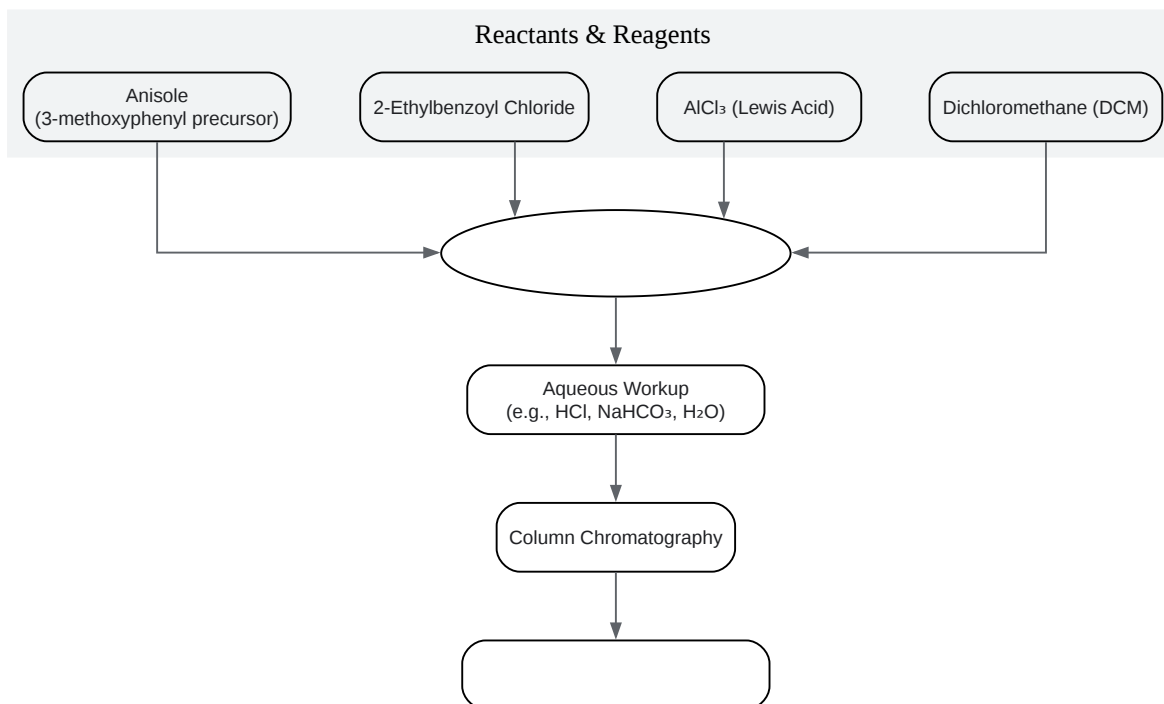 Reactants & Reagents
Anisole
(3-methoxyphenyl precursor)
2-Ethylbenzoyl Chloride
AlCl₃ (Lewis Acid)
Dichloromethane (DCM)
Aqueous Workup
(e.g., HCl, NaHCO₃, H₂O)
Column Chromatography